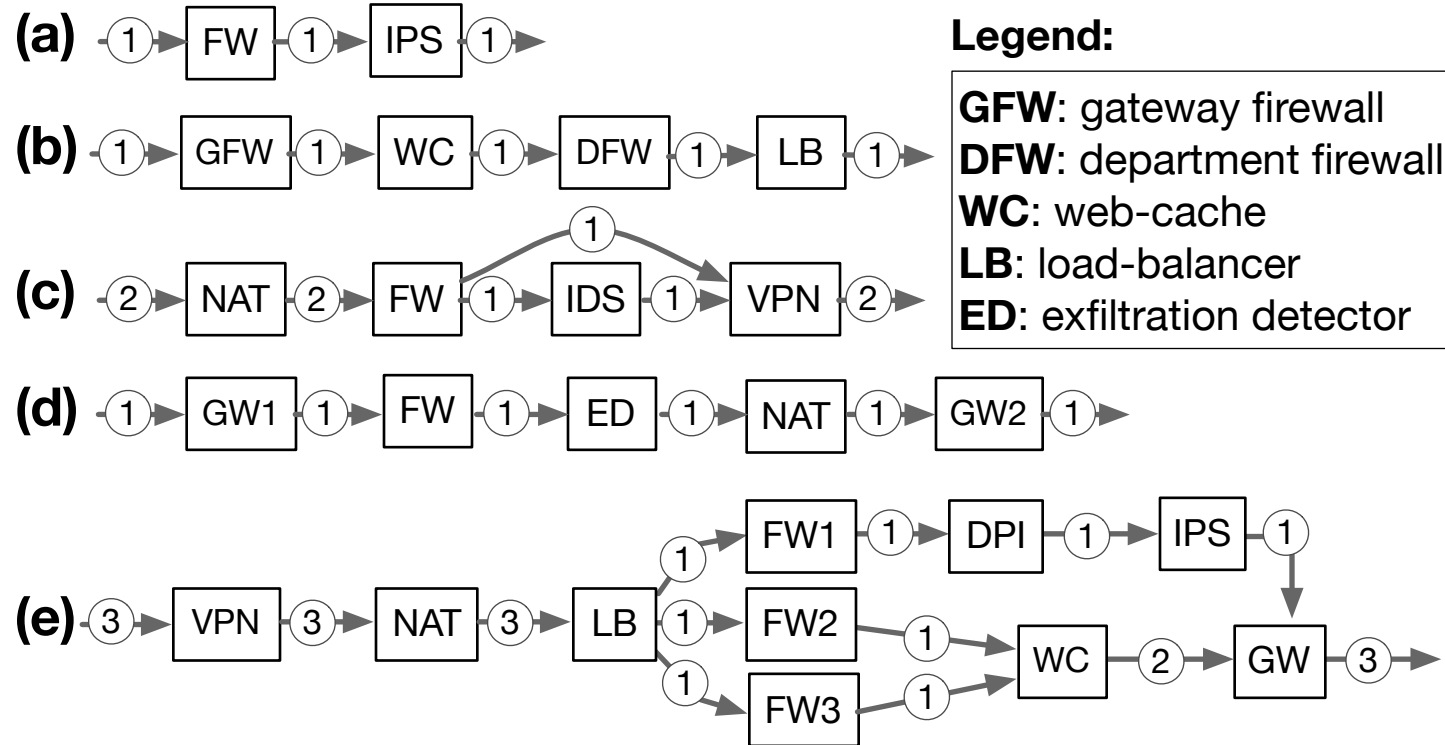 (a) 1 FW 1 IPS 1
Legend:
GFW: gateway firewall
DFW: department firewall
WC: web-cache
LB: load-balancer
ED: exfiltration detector
(b) 1 GFW 1 WC 1 DFW 1 LB 1
1
(c) 2 NAT 2 FW 1 IDS 1 VPN 2
(d) 1 GW1 1 FW 1 ED 1 NAT 1 GW2 1
1 FW1 1 DPI 1 IPS 1
(e) 3 VPN 3 NAT 3 LB 1 FW2 1 WC 2 GW 3
1 FW3 1